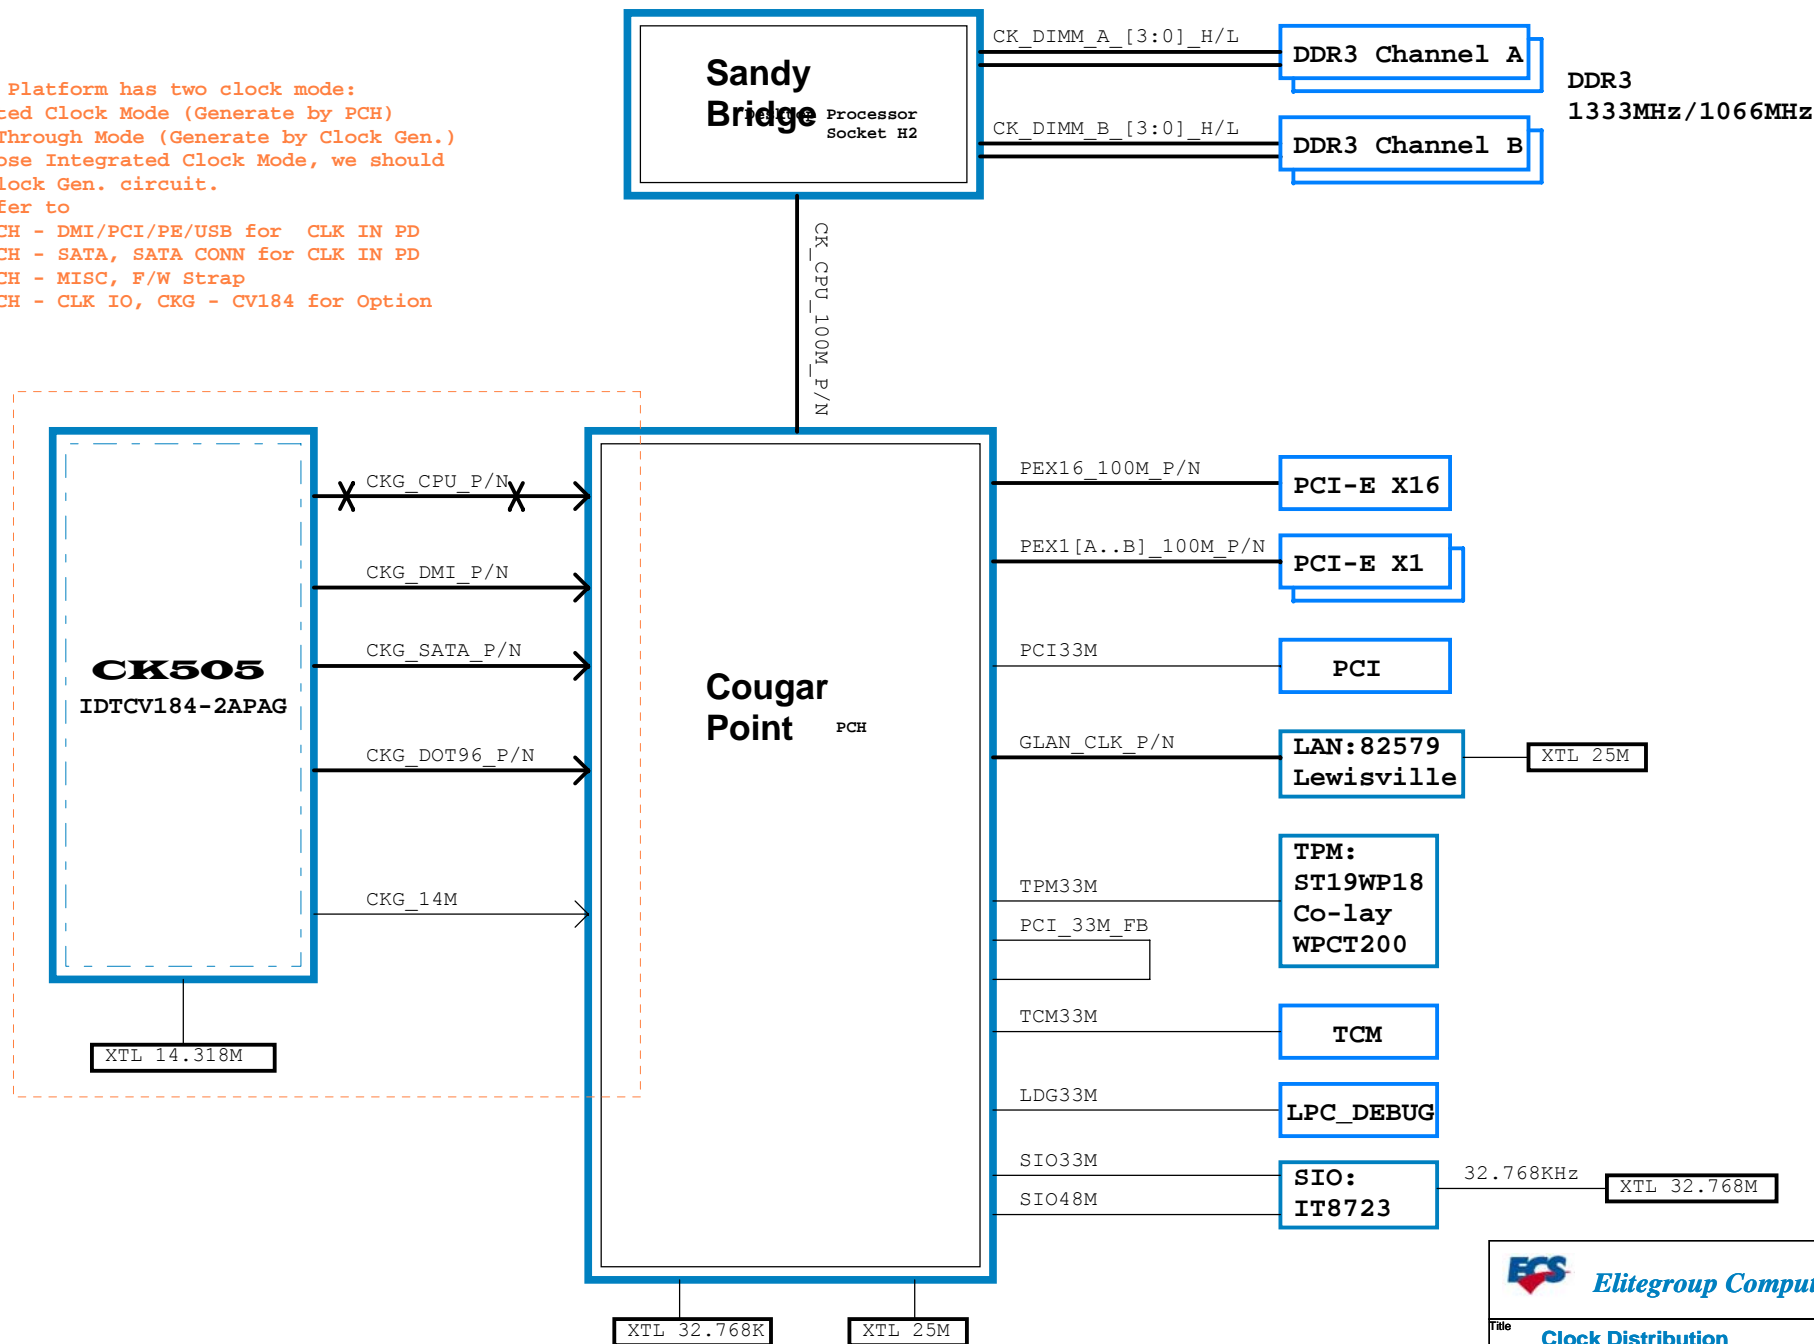 Platform has two clock mode:
ted Clock Mode (Generate by PCH)
Through Mode (Generate by Clock Gen.)
ose Integrated Clock Mode, we should
lock Gen. circuit.
fer to
CH - DMI/PCI/PE/USB for CLK IN PD
CH - SATA, SATA CONN for CLK IN PD
CH - MISC, F/W Strap
CH - CLK IO, CKG - CV184 for Option
Sandy
Bridge
Desktop Processor
Socket H2
CK_DIMM_A_[3:0]_H/L
DDR3 Channel A
CK_DIMM_B_[3:0]_H/L
DDR3 Channel B
DDR3
1333MHz/1066MHz
CK_CPU_100M_P/N
CK505
IDTCV184-2APAG
XTL 14.318M
CKG_CPU_P/N
CKG_DMI_P/N
CKG_SATA_P/N
CKG_DOT96_P/N
CKG_14M
Cougar
Point
PCH
XTL 32.768K
XTL 25M
PEX16_100M_P/N
PCI-E X16
PEX1[A..B]_100M_P/N
PCI-E X1
PCI33M
PCI
GLAN_CLK_P/N
LAN:82579
Lewisville
XTL 25M
TPM33M
TPM:
ST19WP18
Co-lay
WPCT200
PCI_33M_FB
TCM33M
TCM
LDG33M
LPC_DEBUG
SIO33M
SIO48M
SIO:
IT8723
32.768KHz
XTL 32.768M
ECS
Elitegroup Comput
Title
Clock Distribution